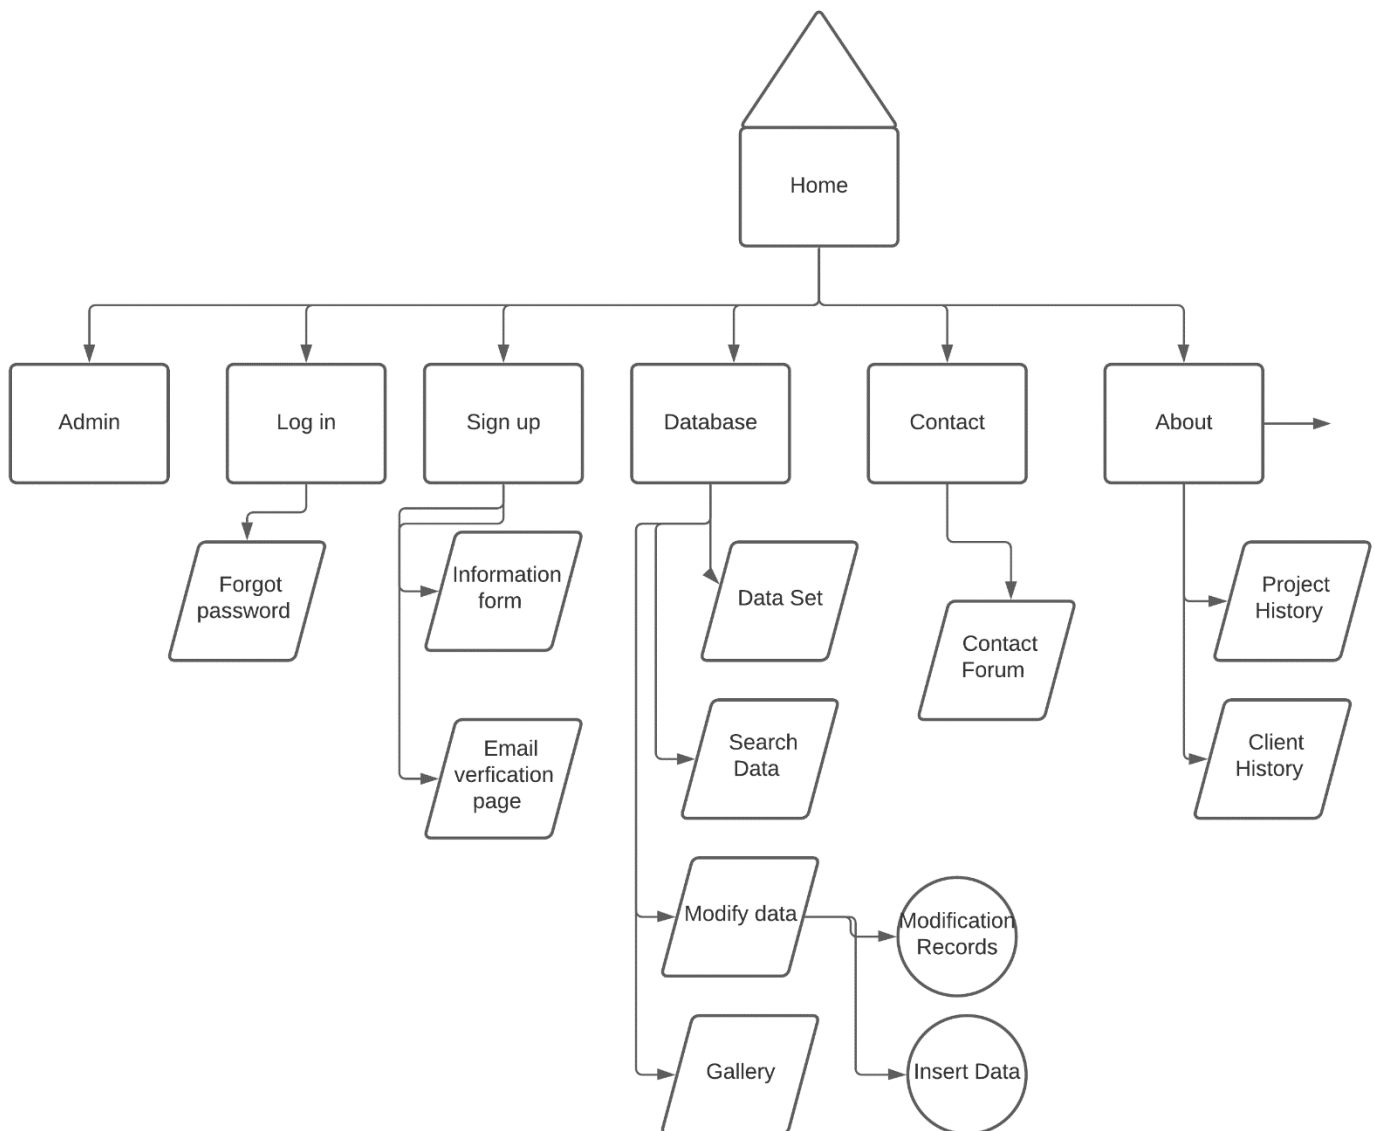 Home
Admin
Log in
Sign up
Database
Contact
About
Forgot
password
Information
form
Email
verfication
page
Data Set
Search
Data
Modify data
Gallery
Modification
Records
Insert Data
Contact
Forum
Project
History
Client
History